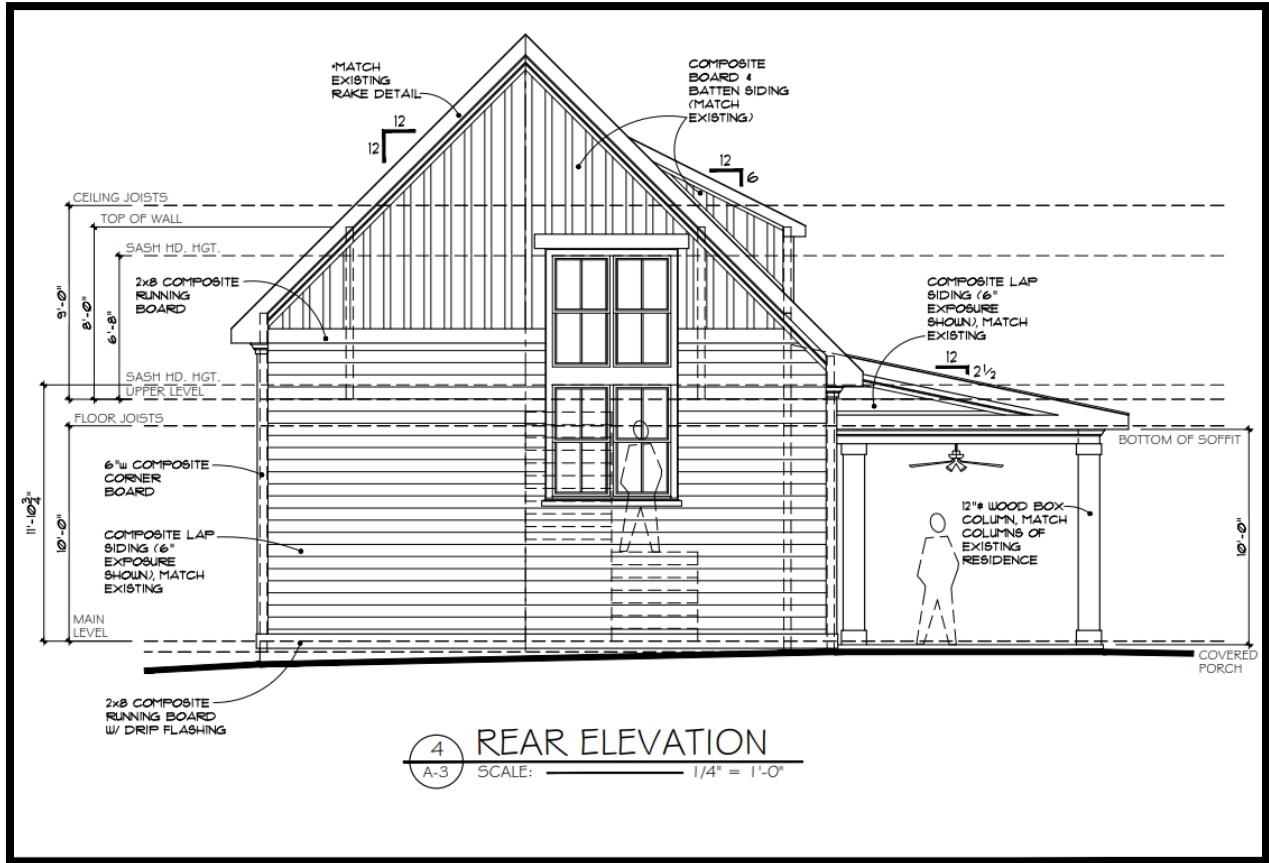 *MATCH
EXISTING
RAKE DETAIL
COMPOSITE
BOARD &
BATTEN SIDING
(MATCH
EXISTING)
12
12
12
6
CEILING JOISTS
TOP OF WALL
SASH HD. HGT.
2x8 COMPOSITE
RUNNING
BOARD
9'-0"
8'-0"
6'-8"
COMPOSITE LAP
SIDING (6"
EXPOSURE
SHOWN), MATCH
EXISTING
12
2½
SASH HD. HGT.
UPPER LEVEL
FLOOR JOISTS
BOTTOM OF SOFFIT
6"w COMPOSITE
CORNER
BOARD
11'-10¾"
10'-0"
COMPOSITE LAP
SIDING (6"
EXPOSURE
SHOWN), MATCH
EXISTING
12"ⵌ WOOD BOX
COLUMN, MATCH
COLUMNS OF
EXISTING
RESIDENCE
10'-0"
MAIN
LEVEL
COVERED
PORCH
2x8 COMPOSITE
RUNNING BOARD
W/ DRIP FLASHING
4
A-3
REAR ELEVATION
SCALE: 1/4" = 1'-0"